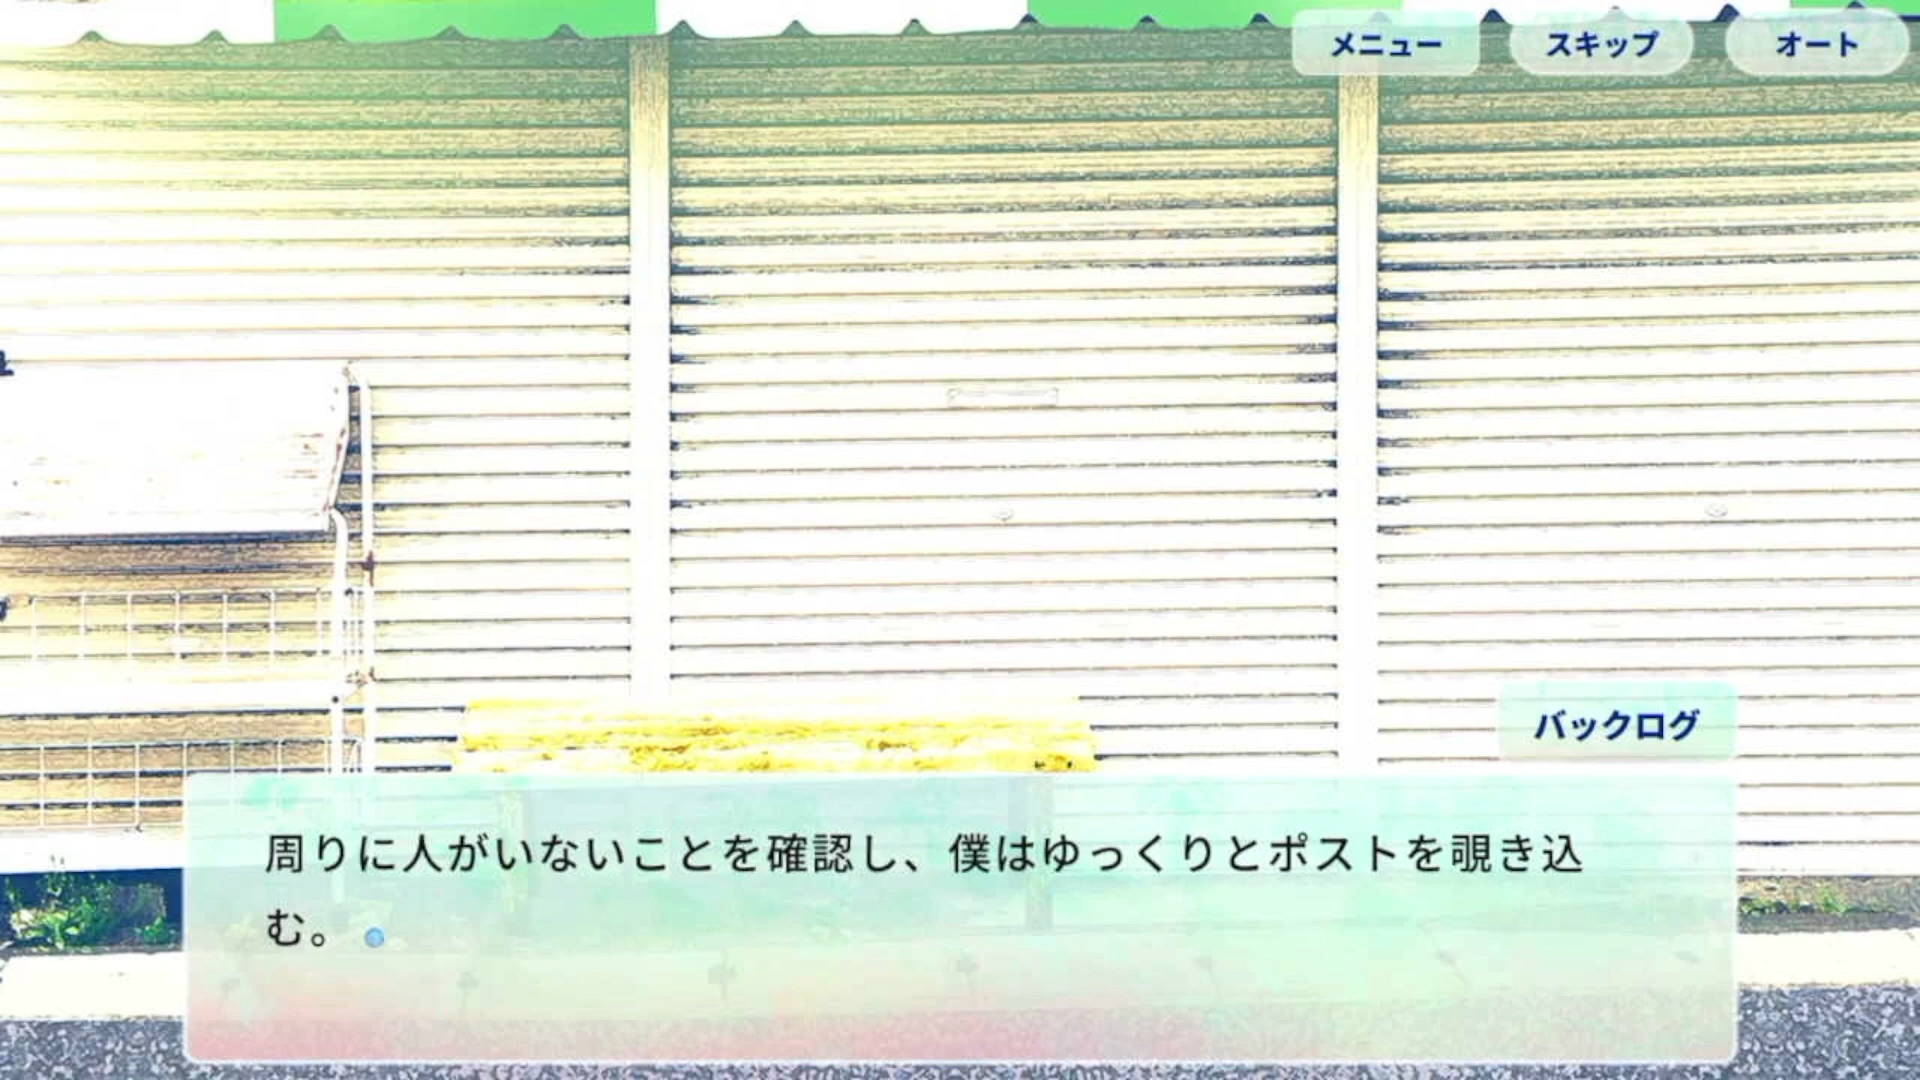 メニュー
スキップ
オート
バックログ
周りに人がいないことを確認し、僕はゆっくりとポストを覗き込
む。